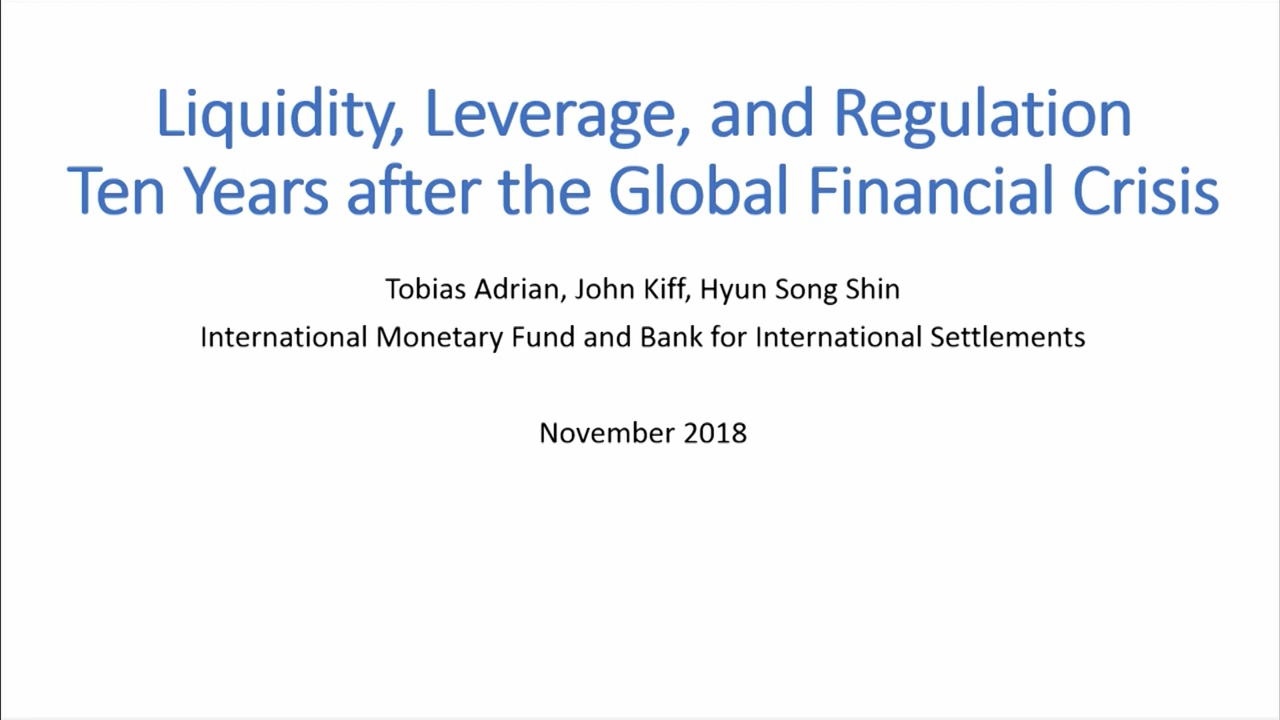 Liquidity, Leverage, and Regulation
Ten Years after the Global Financial Crisis
Tobias Adrian, John Kiff, Hyun Song Shin
International Monetary Fund and Bank for International Settlements
November 2018